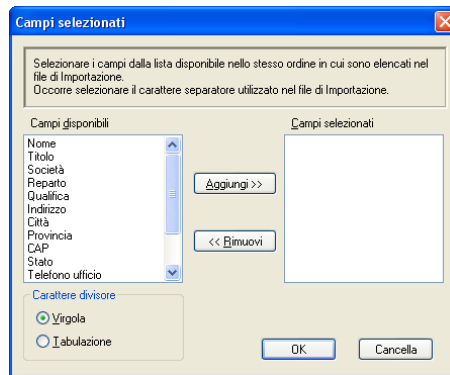 Campi selezionati
Selezionare i campi dalla lista disponibile nello stesso ordine in cui sono elencati nel
file di Importazione.
Occorre selezionare il carattere separatore utilizzato nel file di Importazione.
Campi disponibili
Campi selezionati
Nome
Titolo
Società
Reparto
Qualifica
Indirizzo
Città
Provincia
CAP
Stato
Telefono ufficio
Aggiungi >>
<< Rimuovi
Carattere divisore
Virgola
Tabulazione
OK
Cancella